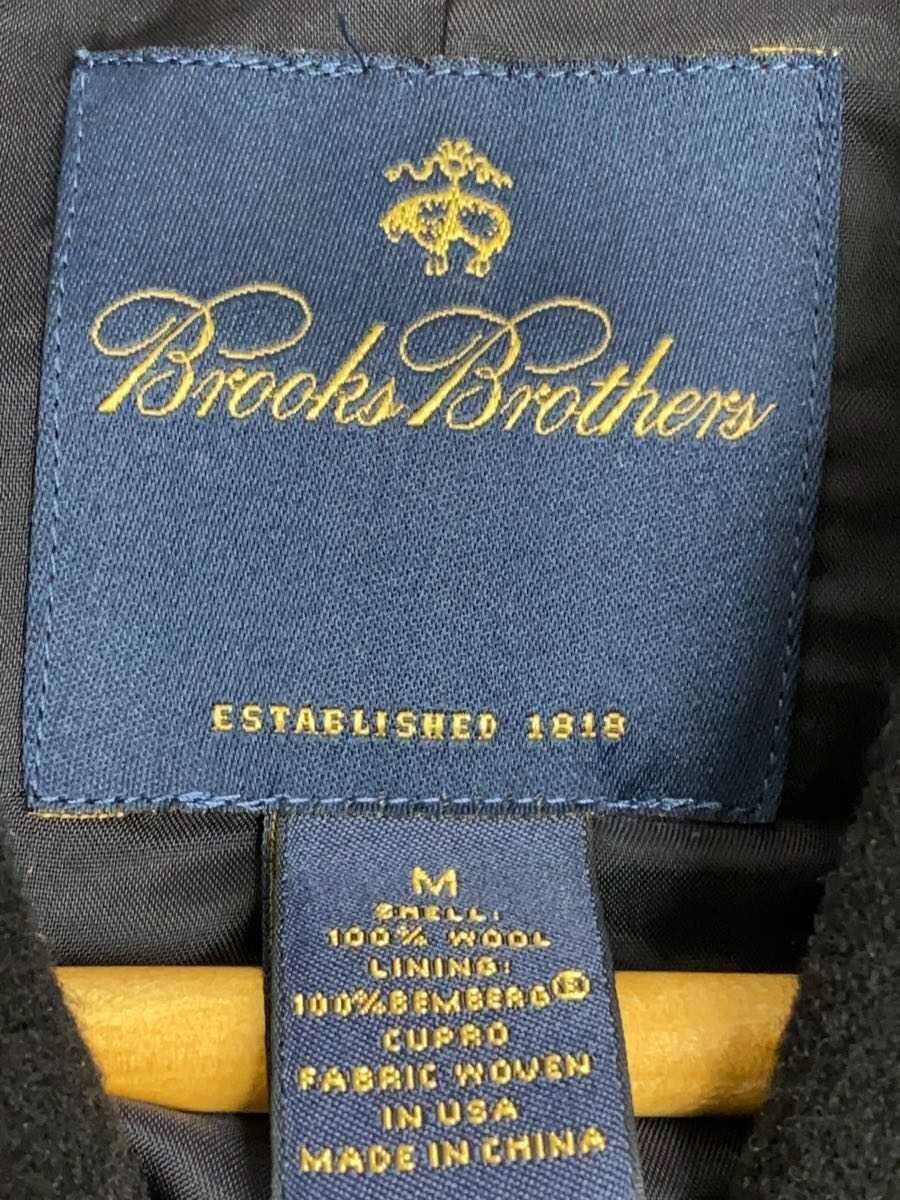 Brooks Brothers
ESTABLISHED 1818
M
SHELL:
100% WOOL
LINING:
100%BEMBERG®
CUPRO
FABRIC WOVEN
IN USA
MADE IN CHINA